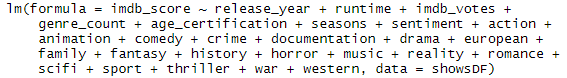 lm(formula = imdb_score ~ release_year + runtime + imdb_votes +
genre_count + age_certification + seasons + sentiment + action +
animation + comedy + crime + documentation + drama + european +
family + fantasy + history + horror + music + reality + romance +
scifi + sport + thriller + war + western, data = showsDF)